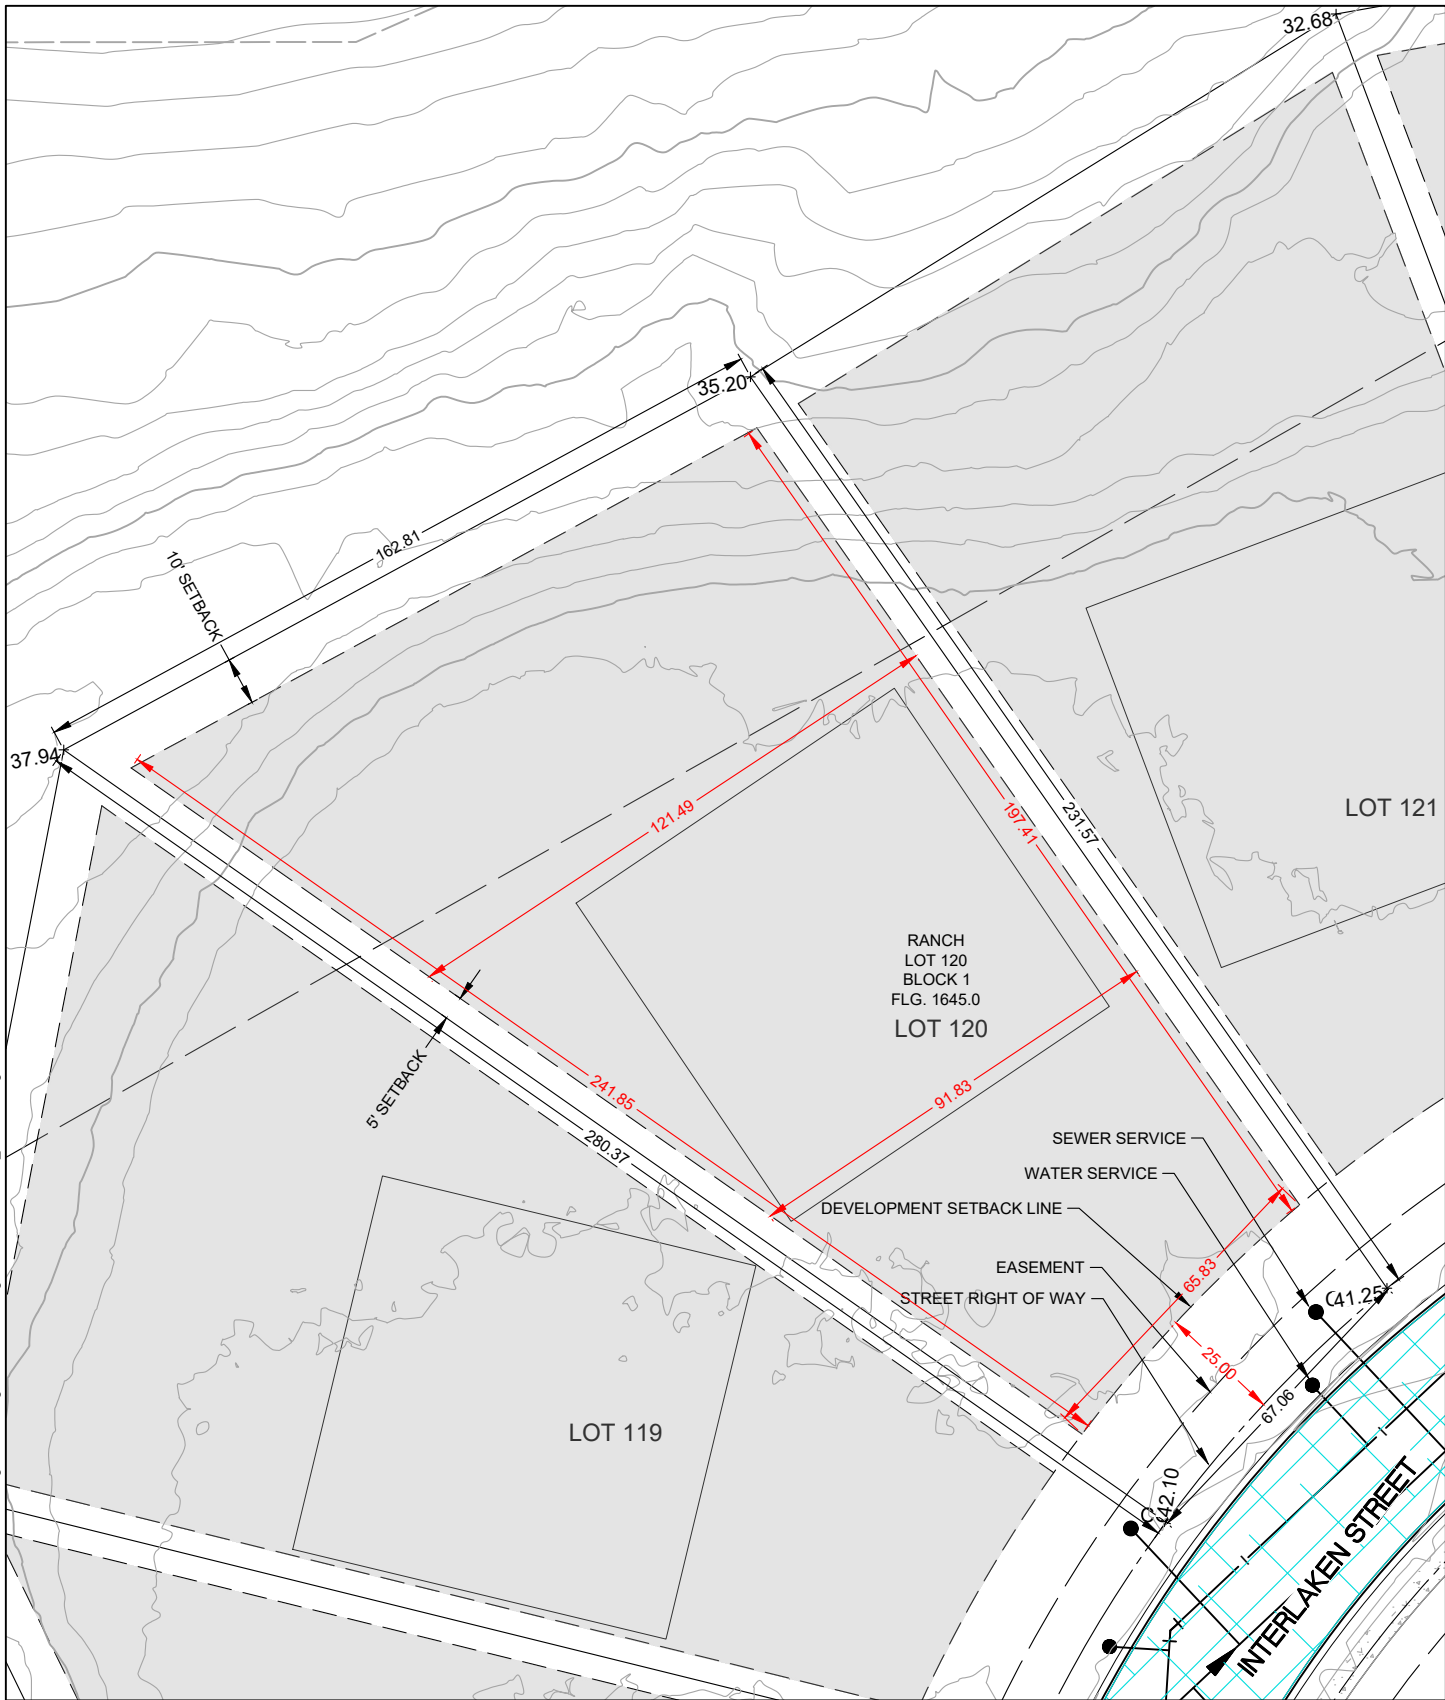 32.68
35.20
162.81
10' SETBACK
37.94
121.49
197.41
231.57
LOT 121
RANCH
LOT 120
BLOCK 1
FLG. 1645.0
LOT 120
5' SETBACK
241.85
91.83
280.37
SEWER SERVICE
WATER SERVICE
DEVELOPMENT SETBACK LINE
EASEMENT
STREET RIGHT OF WAY
65.83
41.25
25.00
67.06
LOT 119
42.10
INTERLAKEN STREET